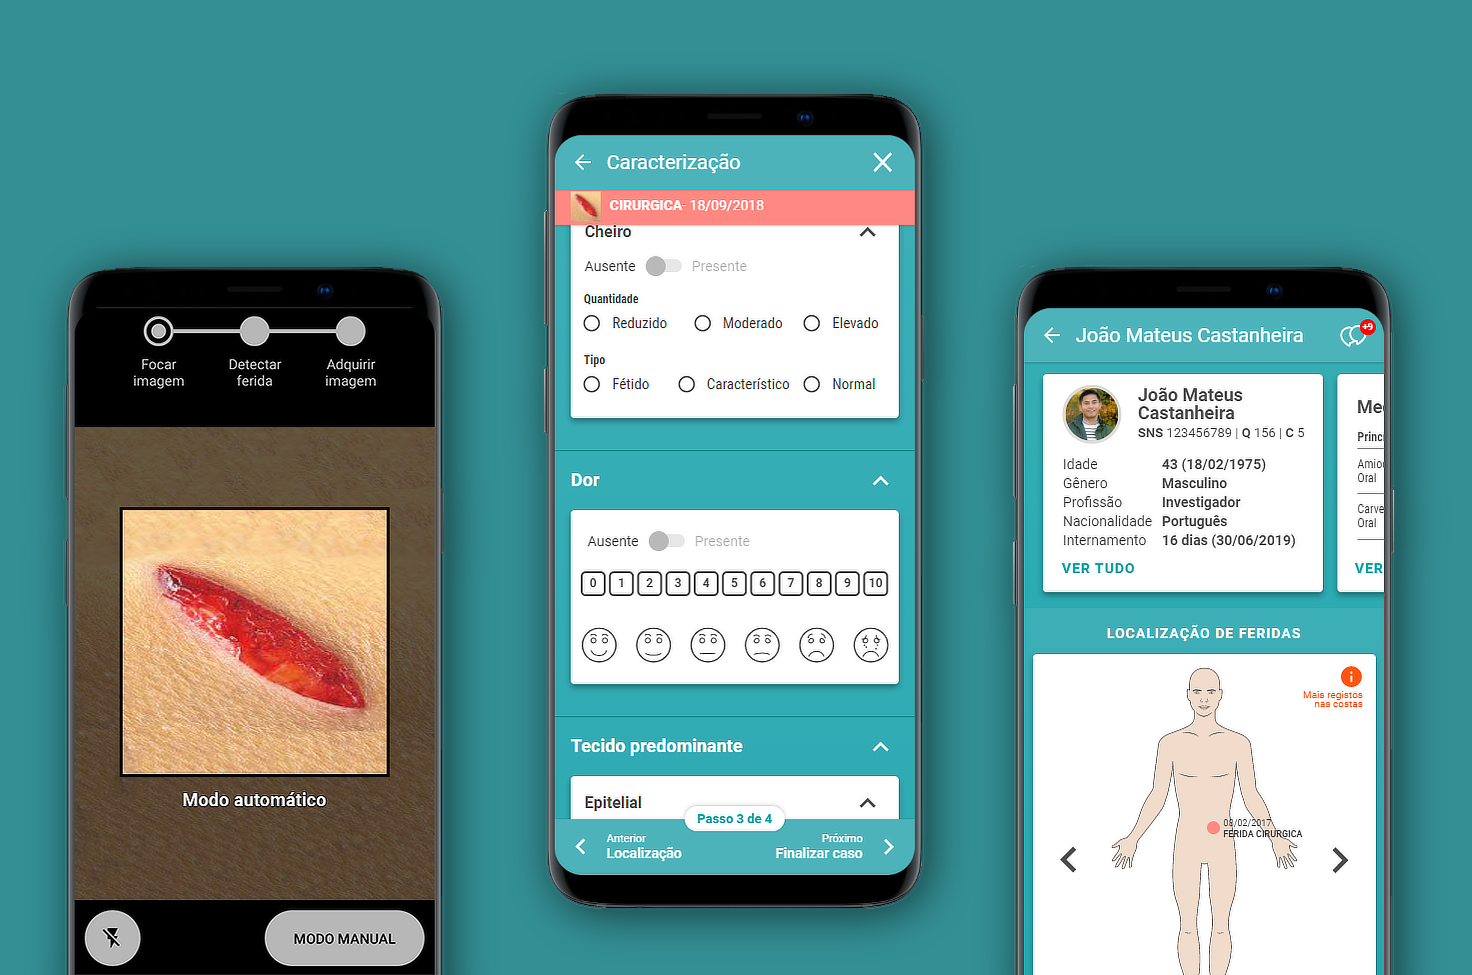 Focar
imagem
Detectar
ferida
Adquirir
imagem
Modo automático
MODO MANUAL
Caracterização
CIRURGICA- 18/09/2018
Cheiro
Ausente Presente
Quantidade
Reduzido Moderado Elevado
Tipo
Fétido Característico Normal
Dor
Ausente Presente
0 1 2 3 4 5 6 7 8 9 10
Tecido predominante
Epitelial
Passo 3 de 4
Anterior
Localização
Próximo
Finalizar caso
João Mateus Castanheira
+9
João Mateus
Castanheira
SNS 123456789 | Q 156 | C 5
Idade 43 (18/02/1975)
Gênero Masculino
Profissão Investigador
Nacionalidade Português
Internamento 16 dias (30/06/2019)
VER TUDO
Me
Princ
Amio
Oral
Carve
Oral
VER
LOCALIZAÇÃO DE FERIDAS
Mais registos
nas costas
08/02/2017
FERIDA CIRURGICA